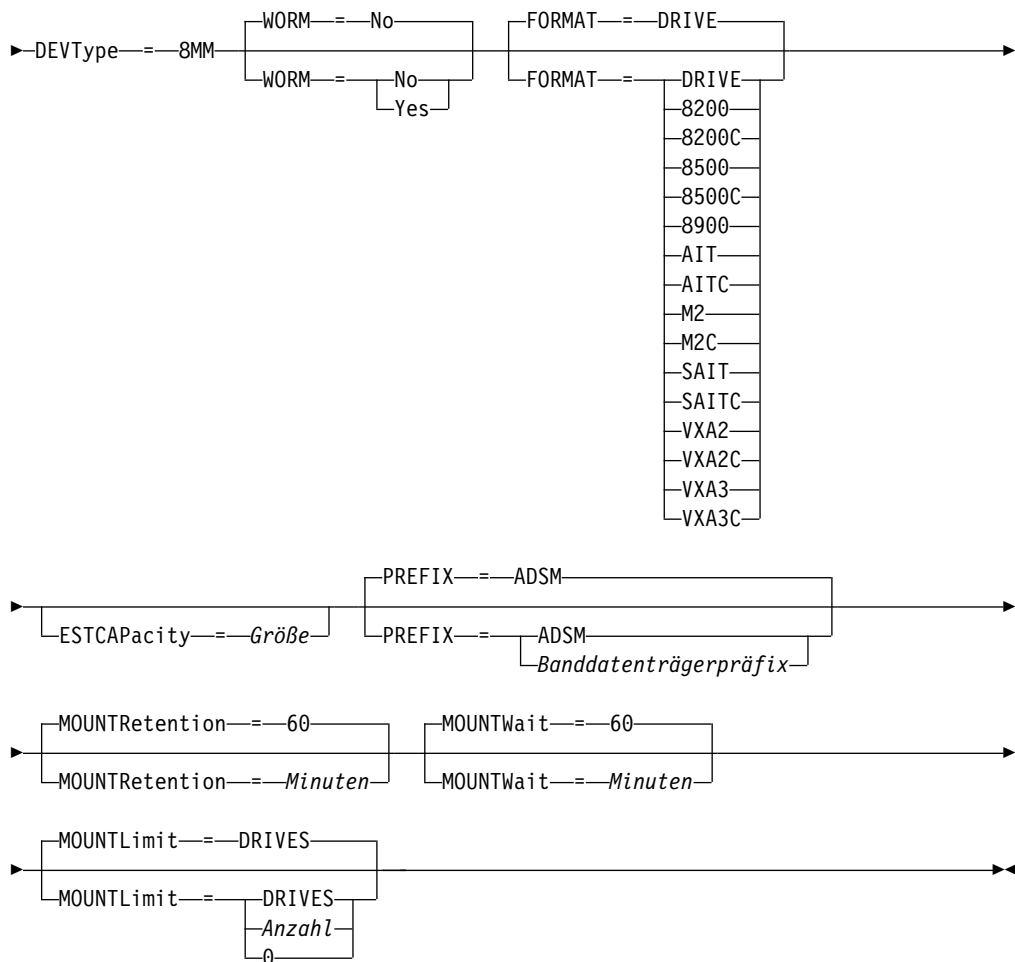 WORM = No FORMAT = DRIVE
DEVType = 8MM
WORM = No FORMAT = DRIVE
Yes 8200
8200C
8500
8500C
8900
AIT
AITC
M2
M2C
SAIT
SAITC
VXA2
VXA2C
VXA3
VXA3C
PREFIX = ADSM
ESTCAPacity = Größe PREFIX = ADSM
Banddatenträgerpräfix
MOUNTRetention = 60 MOUNTWait = 60
MOUNTRetention = Minuten MOUNTWait = Minuten
MOUNTLimit = DRIVES
MOUNTLimit = DRIVES
Anzahl
0